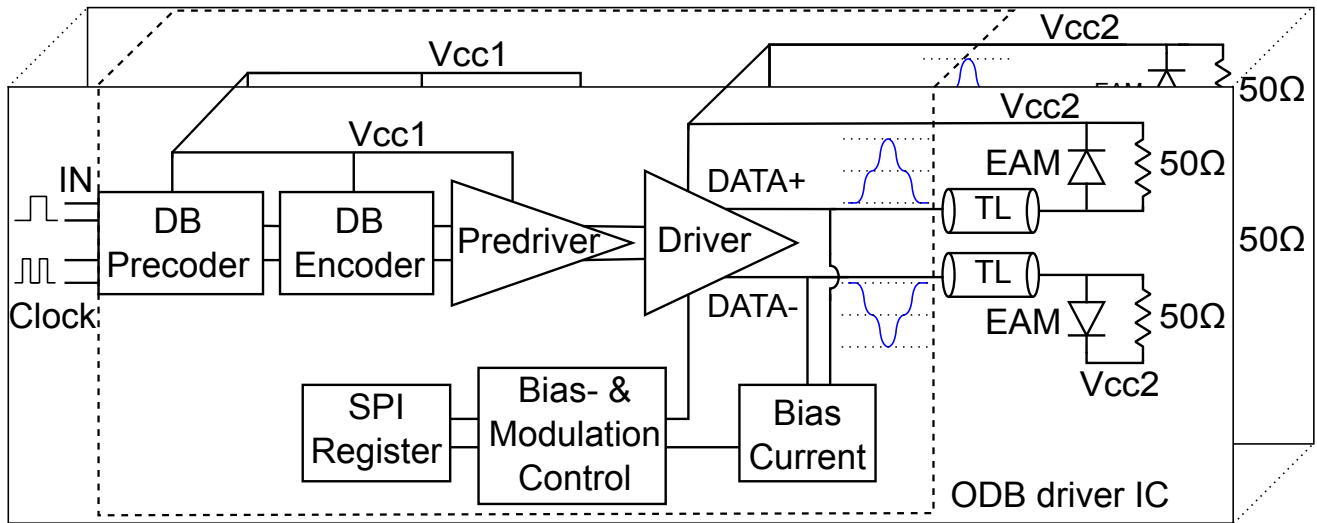 Vcc2
Vcc1
EAM
50Ω
Vcc2
Vcc1
EAM
50Ω
IN
DATA+
TL
DB
Precoder
DB
Encoder
Predriver
Driver
50Ω
TL
Clock
DATA-
EAM
50Ω
Vcc2
SPI
Register
Bias- &
Modulation
Control
Bias
Current
ODB driver IC